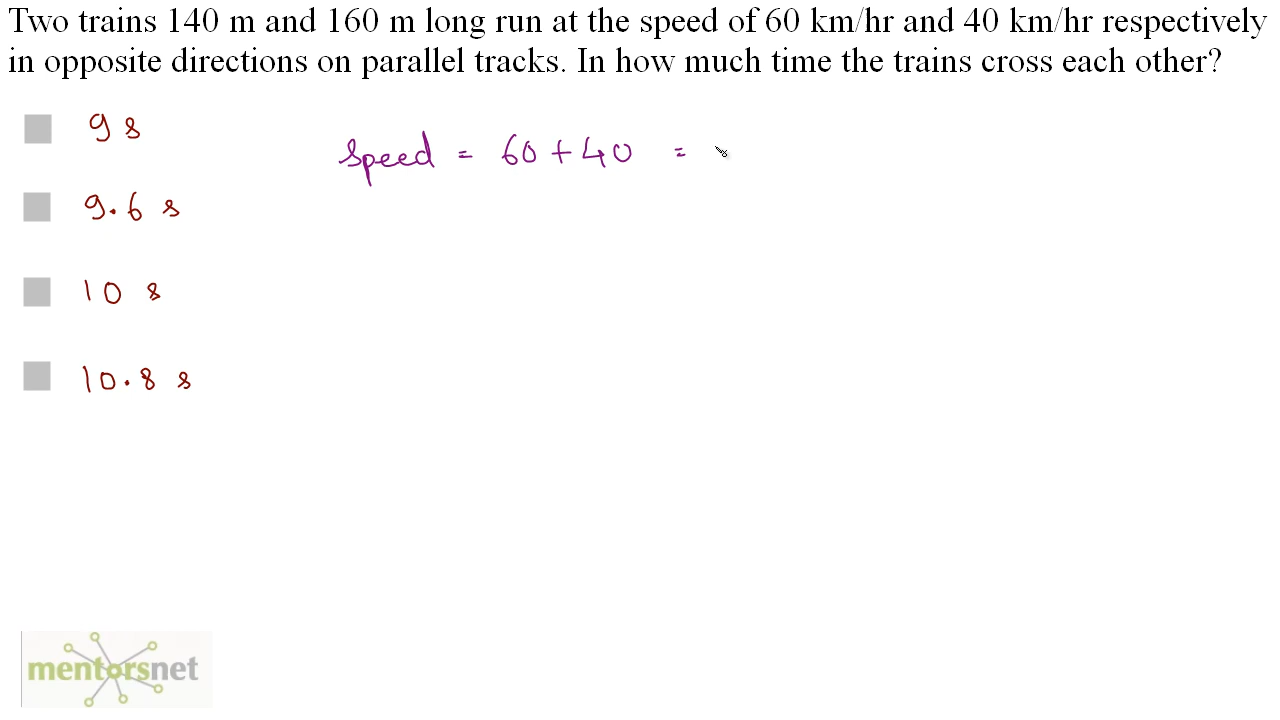 Two trains 140 m and 160 m long run at the speed of 60 km/hr and 40 km/hr respectively
in opposite directions on parallel tracks. In how much time the trains cross each other?
9 s
speed = 60 + 40 =
9.6 s
10 s
10.8 s
mentorsnet